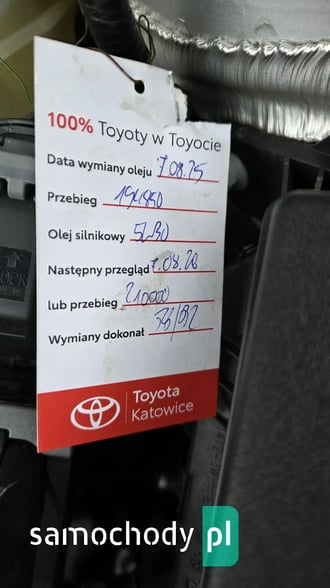 100% Toyoty w Toyocie
Data wymiany oleju 7.08.25
Przebieg
Olej silnikowy 5W30
Następny przegląd 7.08.26
lub przebieg 210000
Wymiany dokonał
Toyota
Katowice
samochody pl